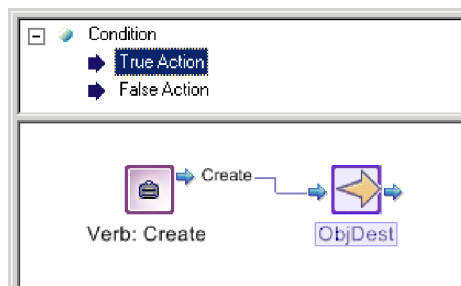 Condition
True Action
False Action
Create
Verb: Create
ObjDest